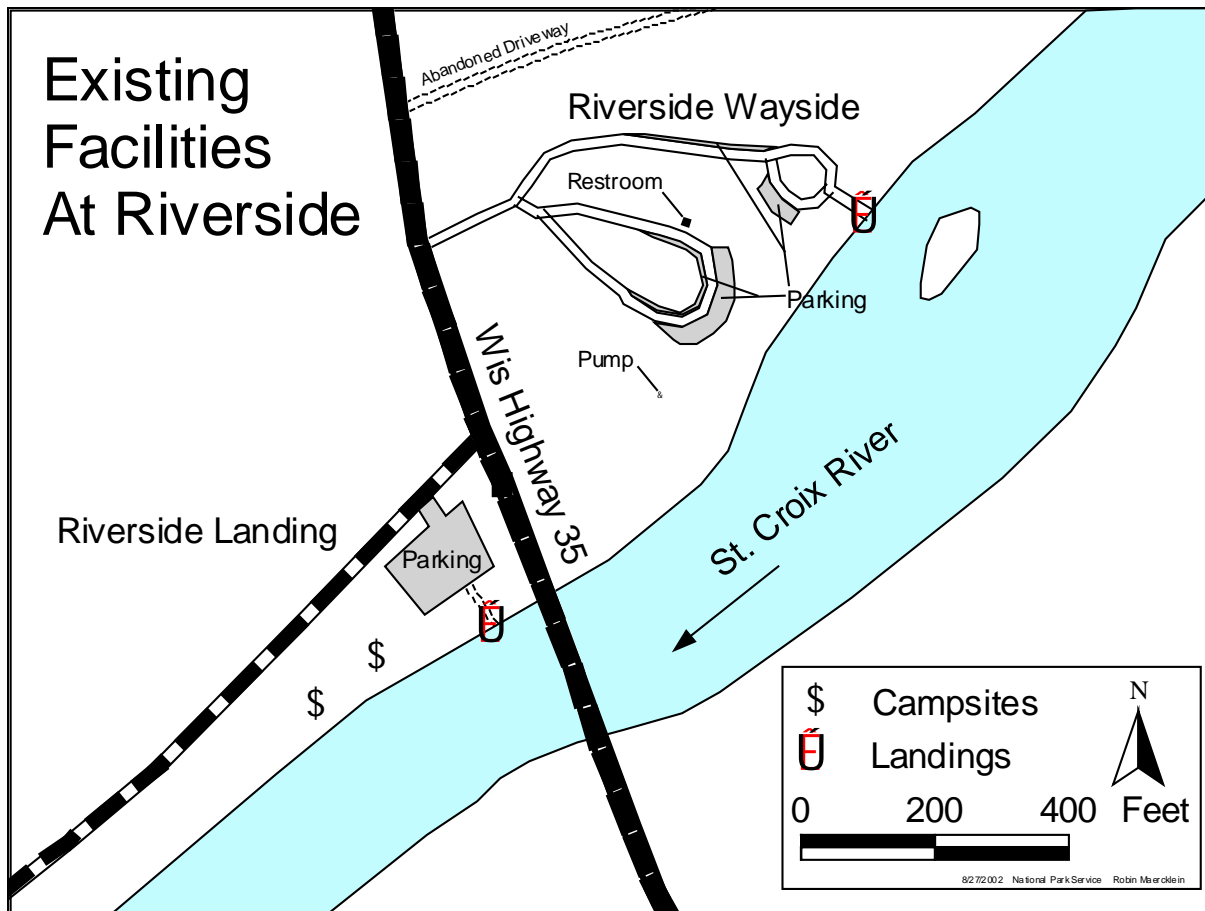 Existing
Facilities
At Riverside
Abandoned Driveway
Riverside Wayside
Restroom
Parking
Pump
&
Wis Highway 35
Riverside Landing
Parking
St. Croix River
$
$
$ Campsites
Landings
N
0 200 400 Feet
8/27/2002 National Park Service Robin Maercklein